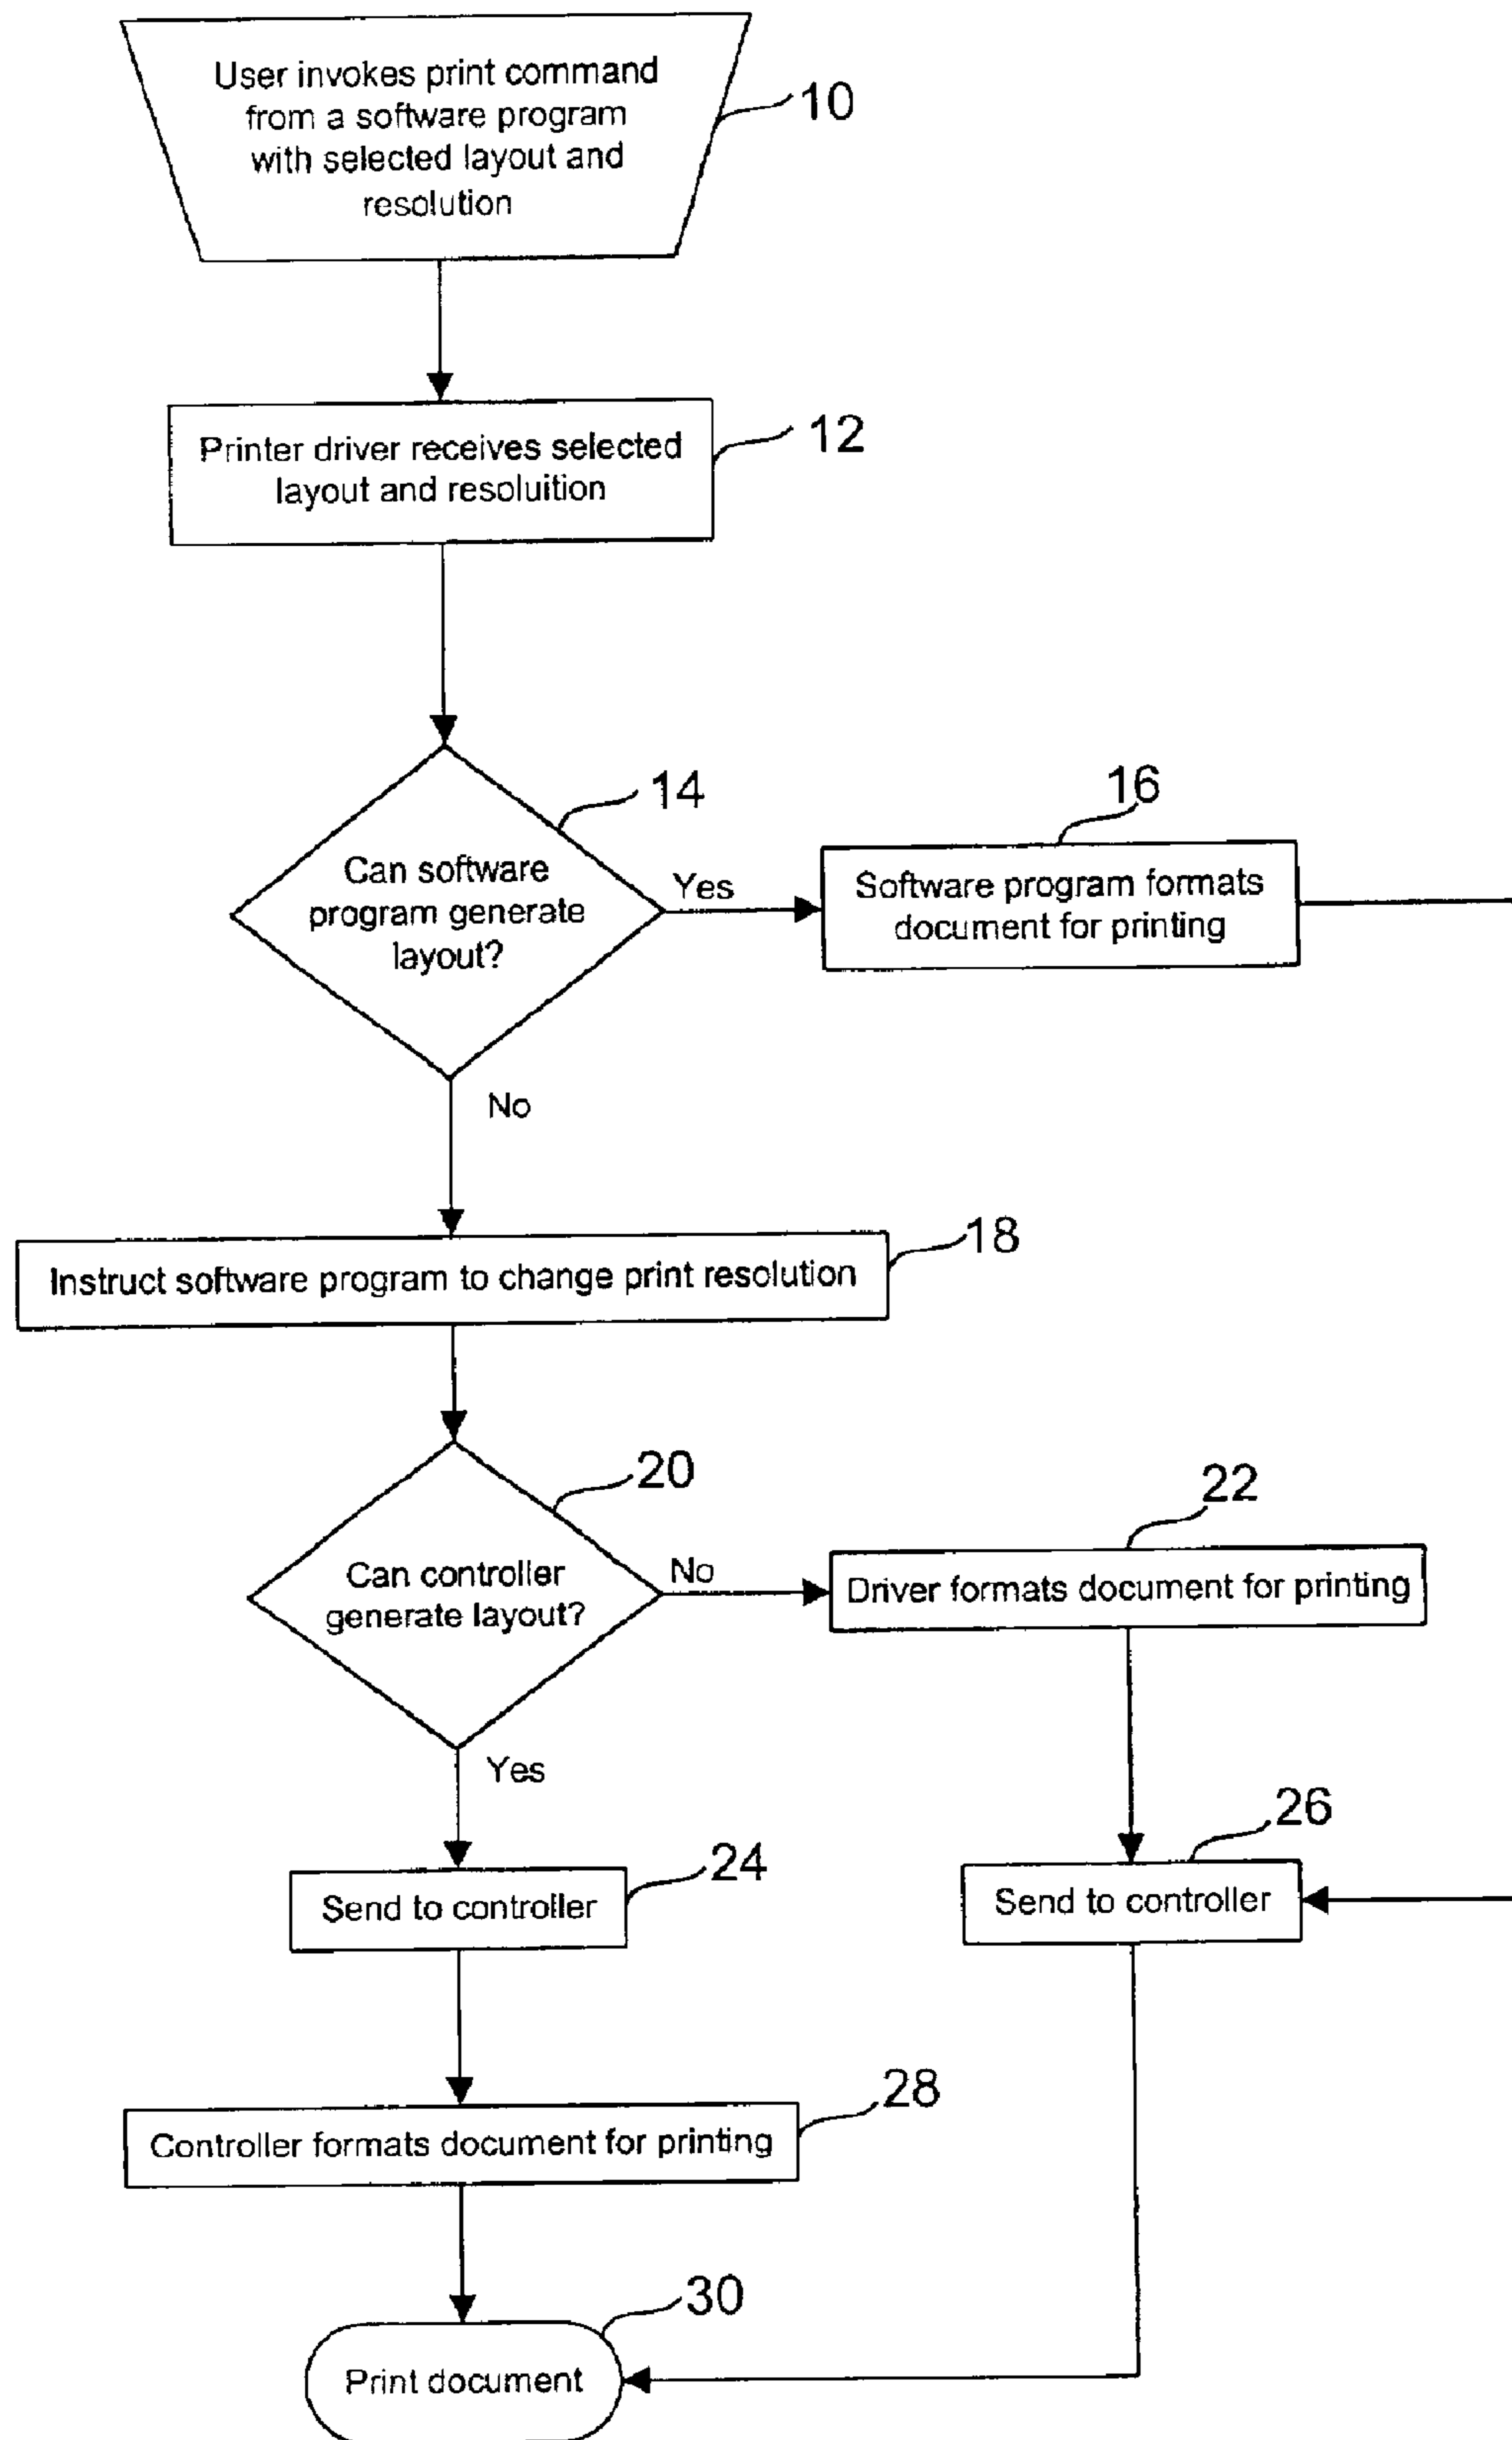 User invokes print command
from a software program
with selected layout and
resolution
10
Printer driver receives selected
layout and resoluition
12
14
Can software
program generate
layout?
Yes
16
Software program formats
document for printing
No
18
Instruct software program to change print resolution
20
Can controller
generate layout?
No
22
Driver formats document for printing
Yes
24
Send to controller
26
Send to controller
28
Controller formats document for printing
30
Print document